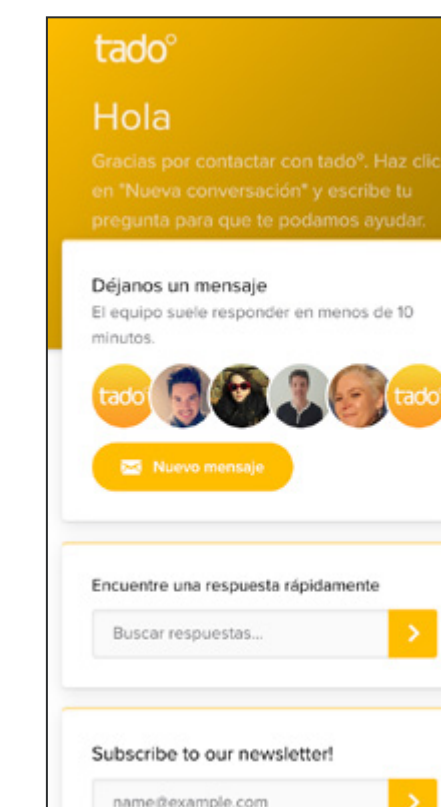 tado°
Hola
Gracias por contactar con tado°. Haz clic
en "Nueva conversación" y escribe tu
pregunta para que te podamos ayudar.
Déjanos un mensaje
El equipo suele responder en menos de 10
minutos.
tado° tado°
Nuevo mensaje
Encuentre una respuesta rápidamente
Buscar respuestas...
Subscribe to our newsletter!
name@example.com